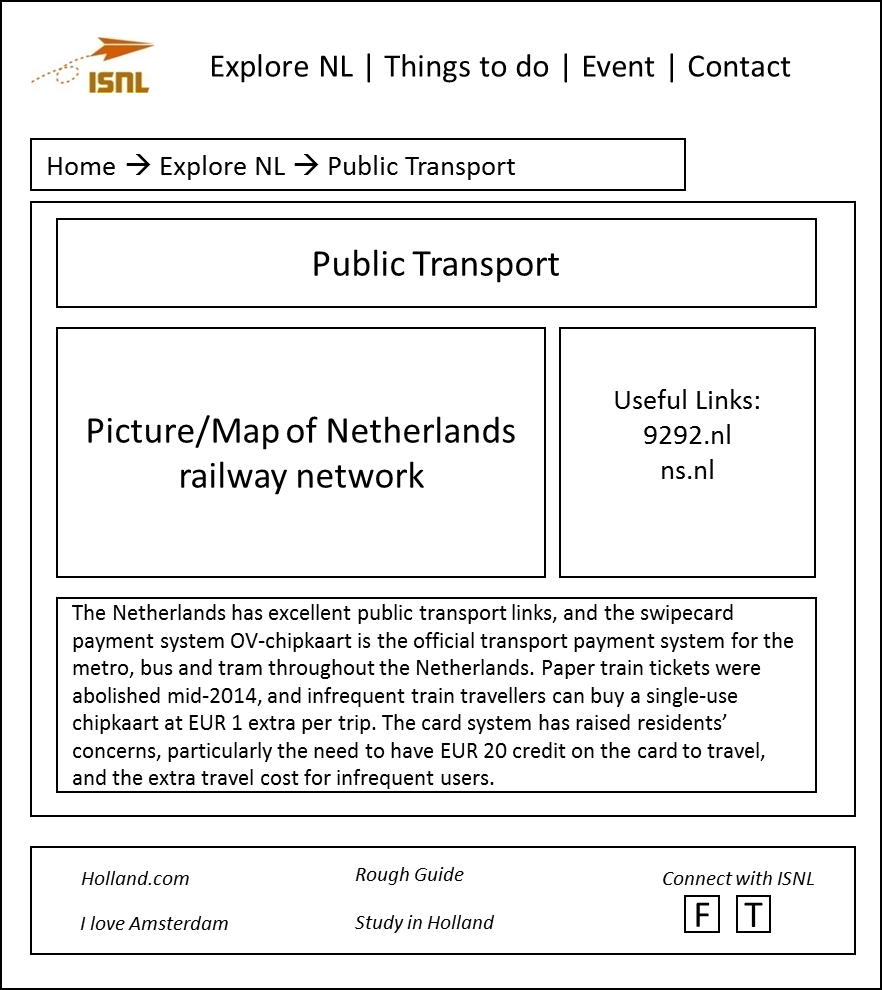 ISNL
Explore NL | Things to do | Event | Contact
Home → Explore NL → Public Transport
Public Transport
Picture/Map of Netherlands
railway network
Useful Links:
9292.nl
ns.nl
The Netherlands has excellent public transport links, and the swipecard
payment system OV-chipkaart is the official transport payment system for the
metro, bus and tram throughout the Netherlands. Paper train tickets were
abolished mid-2014, and infrequent train travellers can buy a single-use
chipkaart at EUR 1 extra per trip. The card system has raised residents’
concerns, particularly the need to have EUR 20 credit on the card to travel,
and the extra travel cost for infrequent users.
Holland.com
I love Amsterdam
Rough Guide
Study in Holland
Connect with ISNL
F T